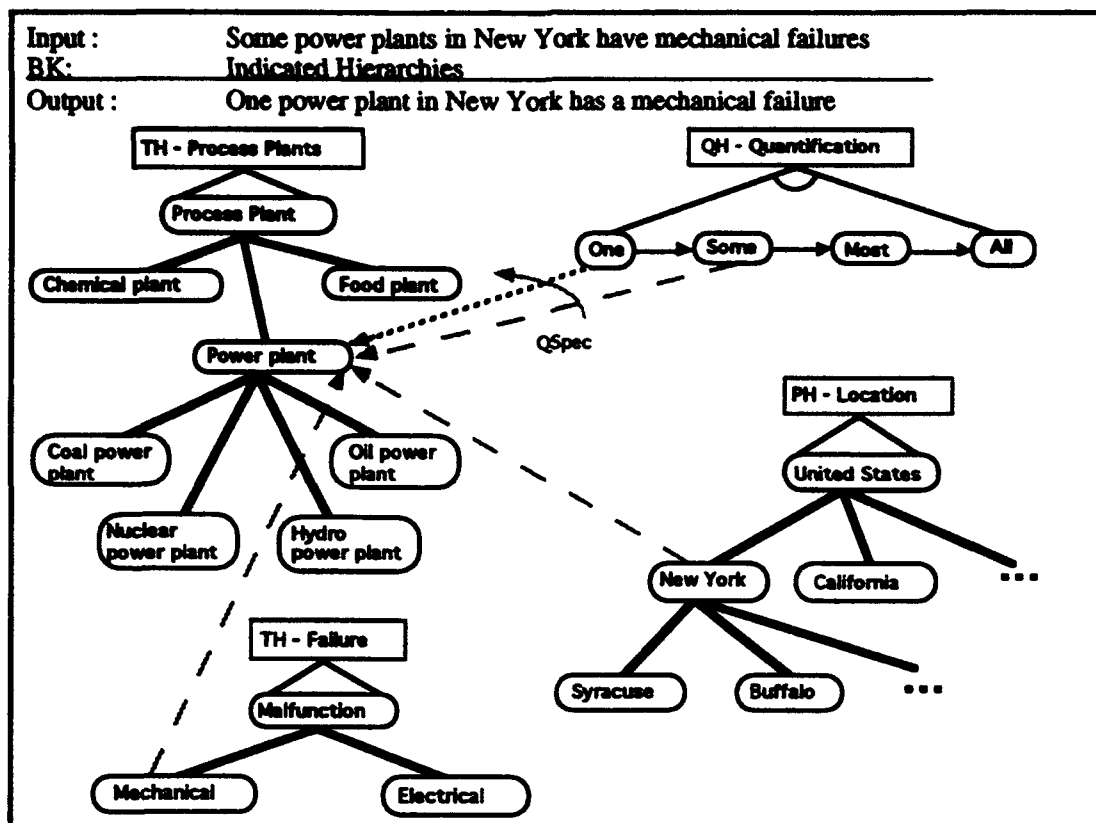 Input : Some power plants in New York have mechanical failures
BK: Indicated Hierarchies
Output : One power plant in New York has a mechanical failure
TH - Process Plants
QH - Quantification
Process Plant
One
Some
Most
All
Chemical plant
Food plant
QSpec
Power plant
PH - Location
Coal power
plant
Oil power
plant
United States
Nuclear
power plant
Hydro
power plant
New York
California
...
TH - Failure
Syracuse
Buffalo
...
Malfunction
Mechanical
Electrical